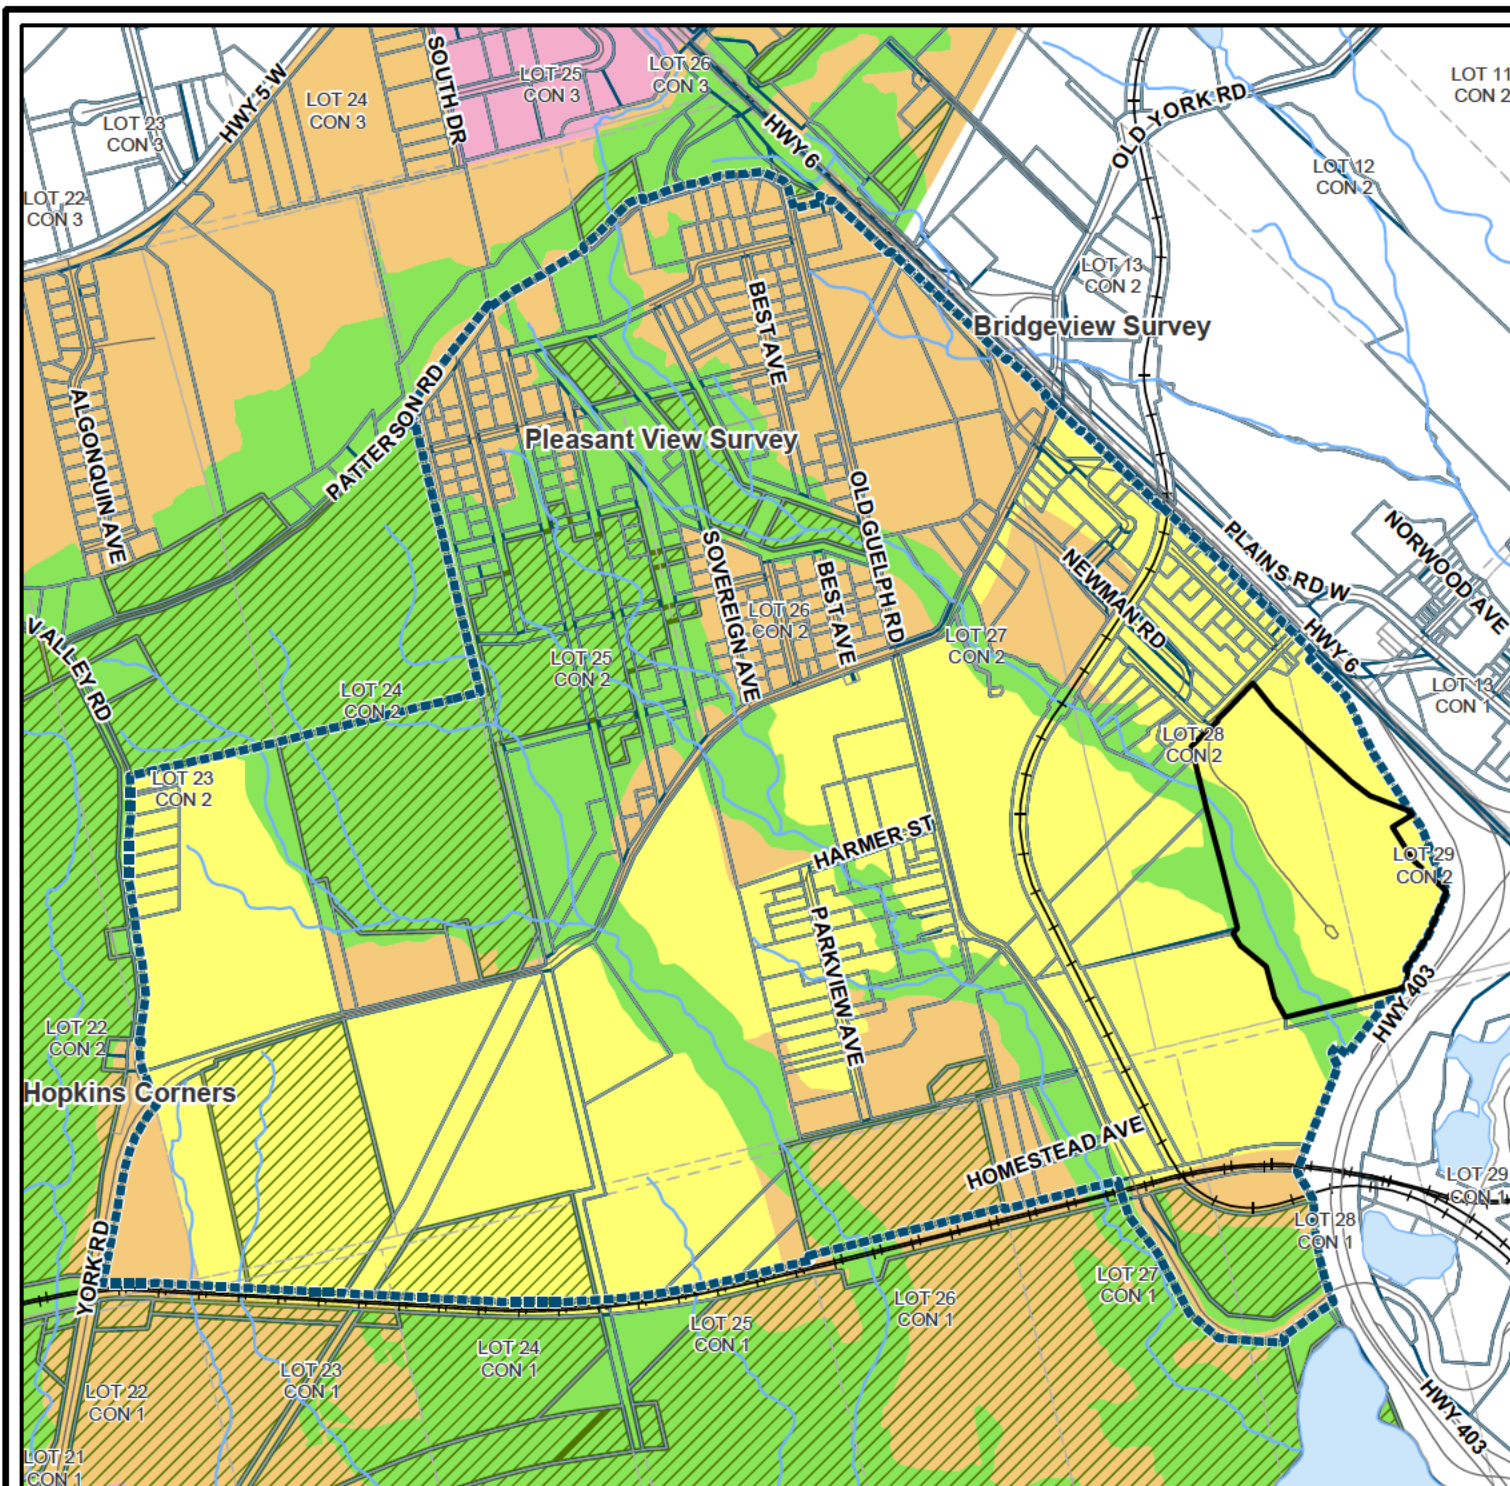 SOUTH DR
LOT 25
CON 3
LOT 26
CON 3
LOT 11
CON 2
HWY 5 W
LOT 24
CON 3
LOT 23
CON 3
HWY 6
OLD YORK RD
LOT 12
CON 2
LOT 22
CON 3
LOT 13
CON 2
BEST AVE
Bridgeview Survey
ALGONQUIN AVE
PATTERSON RD
Pleasant View Survey
OLD GUELPH RD
SOVEREIGN AVE
BEST AVE
NEWMAN RD
PLAINS RD W
NORWOOD AVE
VALLEY RD
LOT 26
CON 2
LOT 27
CON 2
HWY 6
LOT 25
CON 2
LOT 24
CON 2
LOT 13
CON 1
LOT 28
CON 2
LOT 23
CON 2
HARMER ST
LOT 29
CON 2
PARKVIEW AVE
HWY 403
LOT 22
CON 2
Hopkins Corners
HOMESTEAD AVE
LOT 29
CON 1
LOT 28
CON 1
YORK RD
LOT 27
CON 1
LOT 26
CON 1
LOT 25
CON 1
LOT 24
CON 1
LOT 23
CON 1
LOT 22
CON 1
HWY 403
LOT 21
CON 1